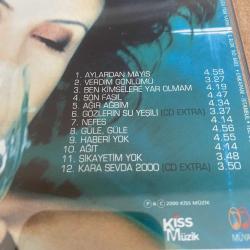 1. AYLARDAN MAYIS 4.59
2. VERDİM GÖNLÜMÜ 3.27
3. BEN KİMSELERE YAR OLMAM 4.19
4. SON FASIL 4.27
5. AĞIR AĞBİM 4.34
6. GÖZLERİN SU YEŞİLİ (CD EXTRA) 3.37
7. NEFES 4.14
8. GÜLE, GÜLE 4.56
9. HABERİ YOK 4.55
10. AĞIT 4.14
11. ŞİKAYETİM YOK 3.48
12. KARA SEVDA 2000 (CD EXTRA) 3.50
P & C 2000 KISS MÜZİK
KISS
Müzik